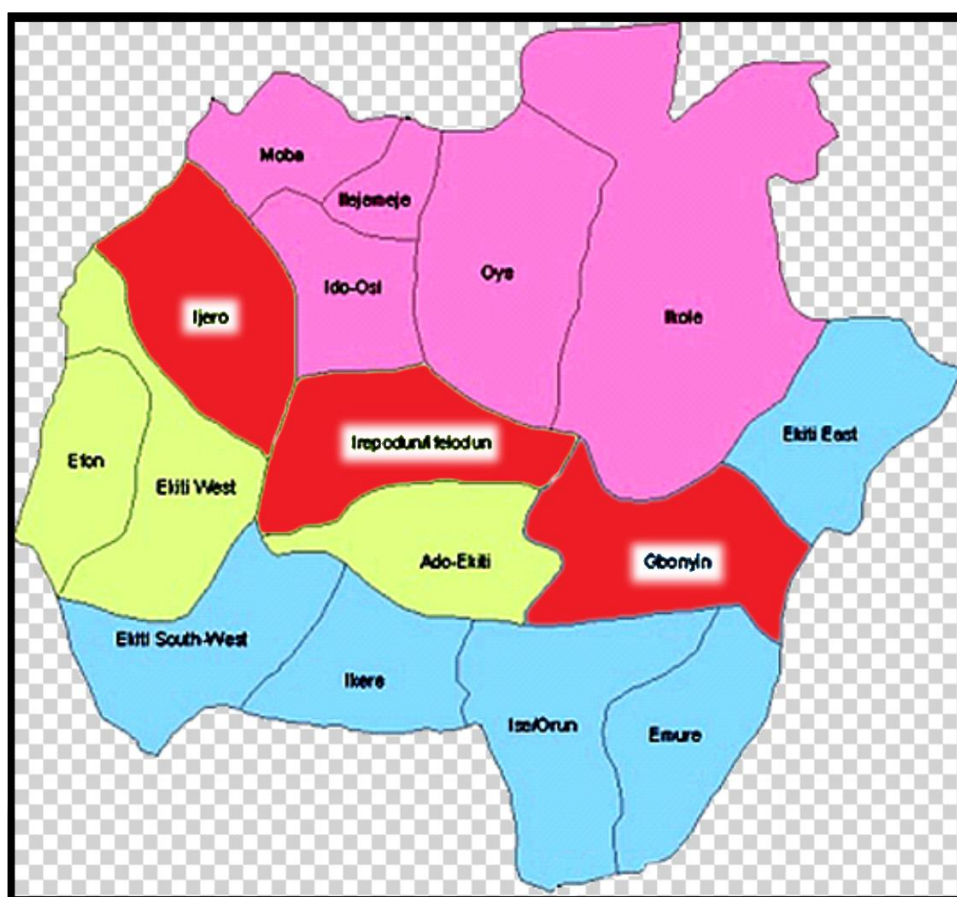 Moba
Ilejemeje
Ido-Osi
Oye
Ijero
Ikole
Irepodun/Ifelodun
Ekiti East
Efon
Ekiti West
Ado-Ekiti
Gbonyin
Ekiti South-West
Ikere
Ise/Orun
Emure